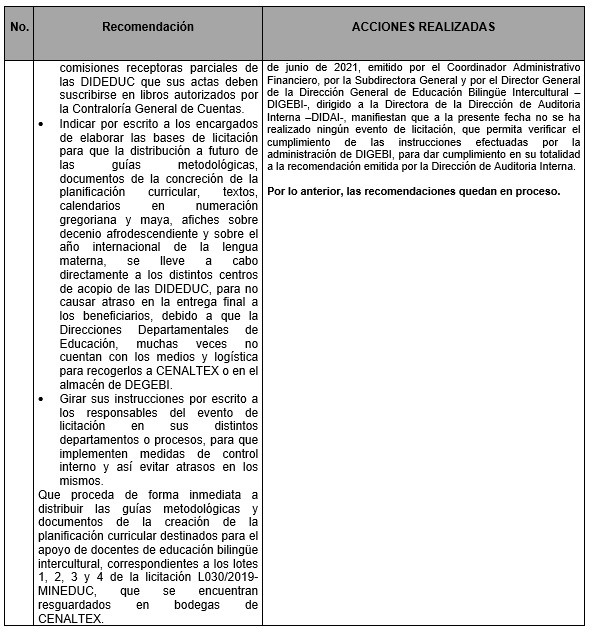 No. Recomendación ACCIONES REALIZADAS
comisiones receptoras parciales de
las DIDEDUC que sus actas deben
suscribirse en libros autorizados por
la Contraloría General de Cuentas.
• Indicar por escrito a los encargados
de elaborar las bases de licitación
para que la distribución a futuro de
las guías metodológicas,
documentos de la concreción de la
planificación curricular, textos,
calendarios en numeración
gregoriana y maya, afiches sobre
decenio afrodescendiente y sobre el
año internacional de la lengua
materna, se lleve a cabo
directamente a los distintos centros
de acopio de las DIDEDUC, para no
causar atraso en la entrega final a
los beneficiarios, debido a que la
Direcciones Departamentales de
Educación, muchas veces no
cuentan con los medios y logística
para recogerlos a CENALTEX o en el
almacén de DEGEBI.
• Girar sus instrucciones por escrito a
los responsables del evento de
licitación en sus distintos
departamentos o procesos, para que
implementen medidas de control
interno y así evitar atrasos en los
mismos.
Que proceda de forma inmediata a
distribuir las guías metodológicas y
documentos de la creación de la
planificación curricular destinados para el
apoyo de docentes de educación bilingüe
intercultural, correspondientes a los lotes
1, 2, 3 y 4 de la licitación L030/2019-
MINEDUC, que se encuentran
resguardados en bodegas de
CENALTEX.
de junio de 2021, emitido por el Coordinador Administrativo
Financiero, por la Subdirectora General y por el Director General
de la Dirección General de Educación Bilingüe Intercultural –
DIGEBI-, dirigido a la Directora de la Dirección de Auditoria
Interna –DIDAI-, manifiestan que a la presente fecha no se ha
realizado ningún evento de licitación, que permita verificar el
cumplimiento de las instrucciones efectuadas por la
administración de DIGEBI, para dar cumplimiento en su totalidad
a la recomendación emitida por la Dirección de Auditoria Interna.
Por lo anterior, las recomendaciones quedan en proceso.